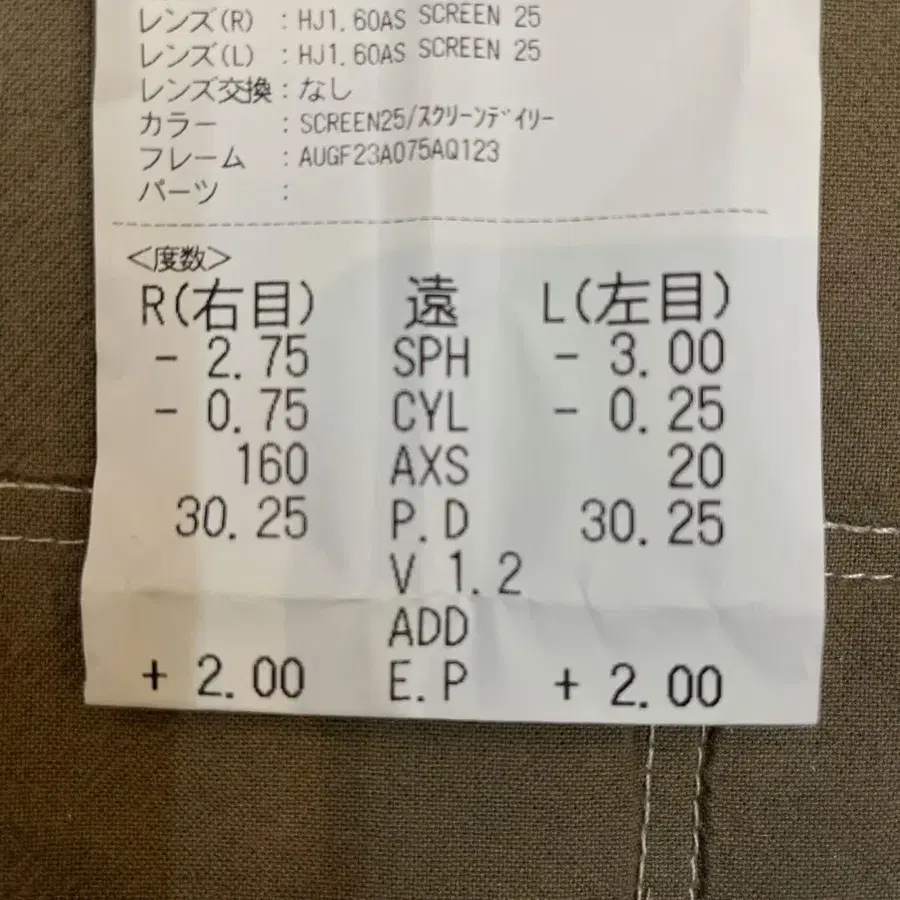 レンズ(R) : HJ1.60AS SCREEN 25
レンズ(L) : HJ1.60AS SCREEN 25
レンズ交換 : なし
カラー : SCREEN25/ｽｸﾘｰﾝﾃﾞｲﾘｰ
フレーム : AUGF23A075AQ123
パーツ :
<度数>
R(右目) 遠 L(左目)
- 2.75 SPH - 3.00
- 0.75 CYL - 0.25
160 AXS 20
30.25 P.D 30.25
V 1.2
ADD
+ 2.00 E.P + 2.00